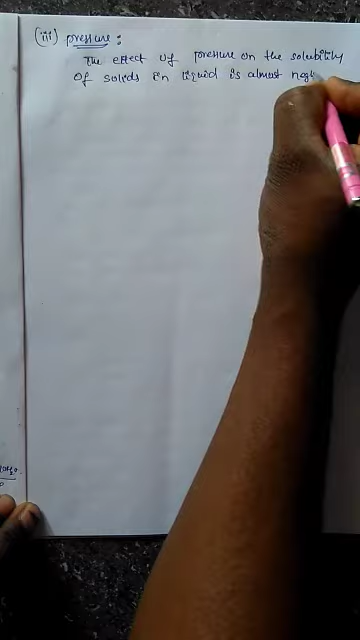 (iii) pressure :
The effect of pressure on the solubility
of solids in liquid is almost negl